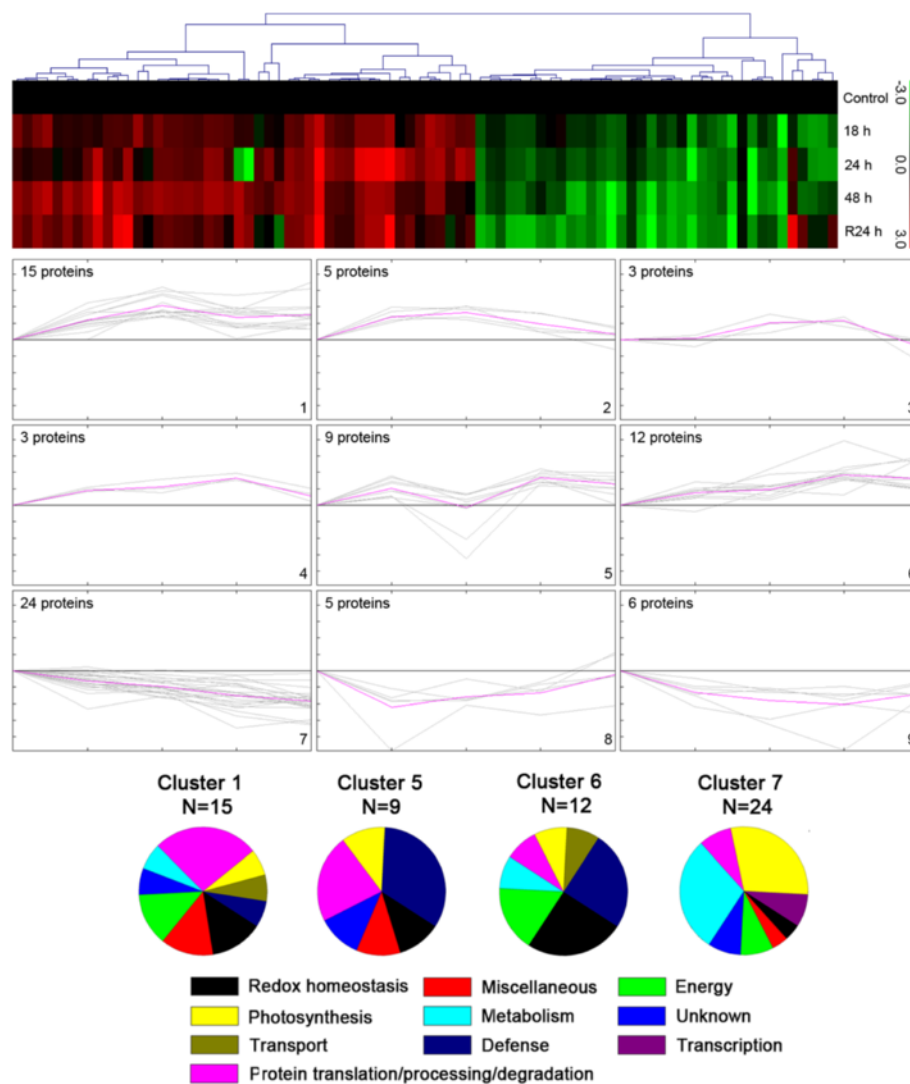 -3.0
Control
18 h
24 h
0.0
48 h
R24 h
3.0
15 proteins
5 proteins
3 proteins
1
2
3 proteins
9 proteins
12 proteins
4
5
24 proteins
5 proteins
6 proteins
7
8
Cluster 1
N=15
Cluster 5
N=9
Cluster 6
N=12
Cluster 7
N=24
Redox homeostasis
Miscellaneous
Energy
Photosynthesis
Metabolism
Unknown
Transport
Defense
Transcription
Protein translation/processing/degradation